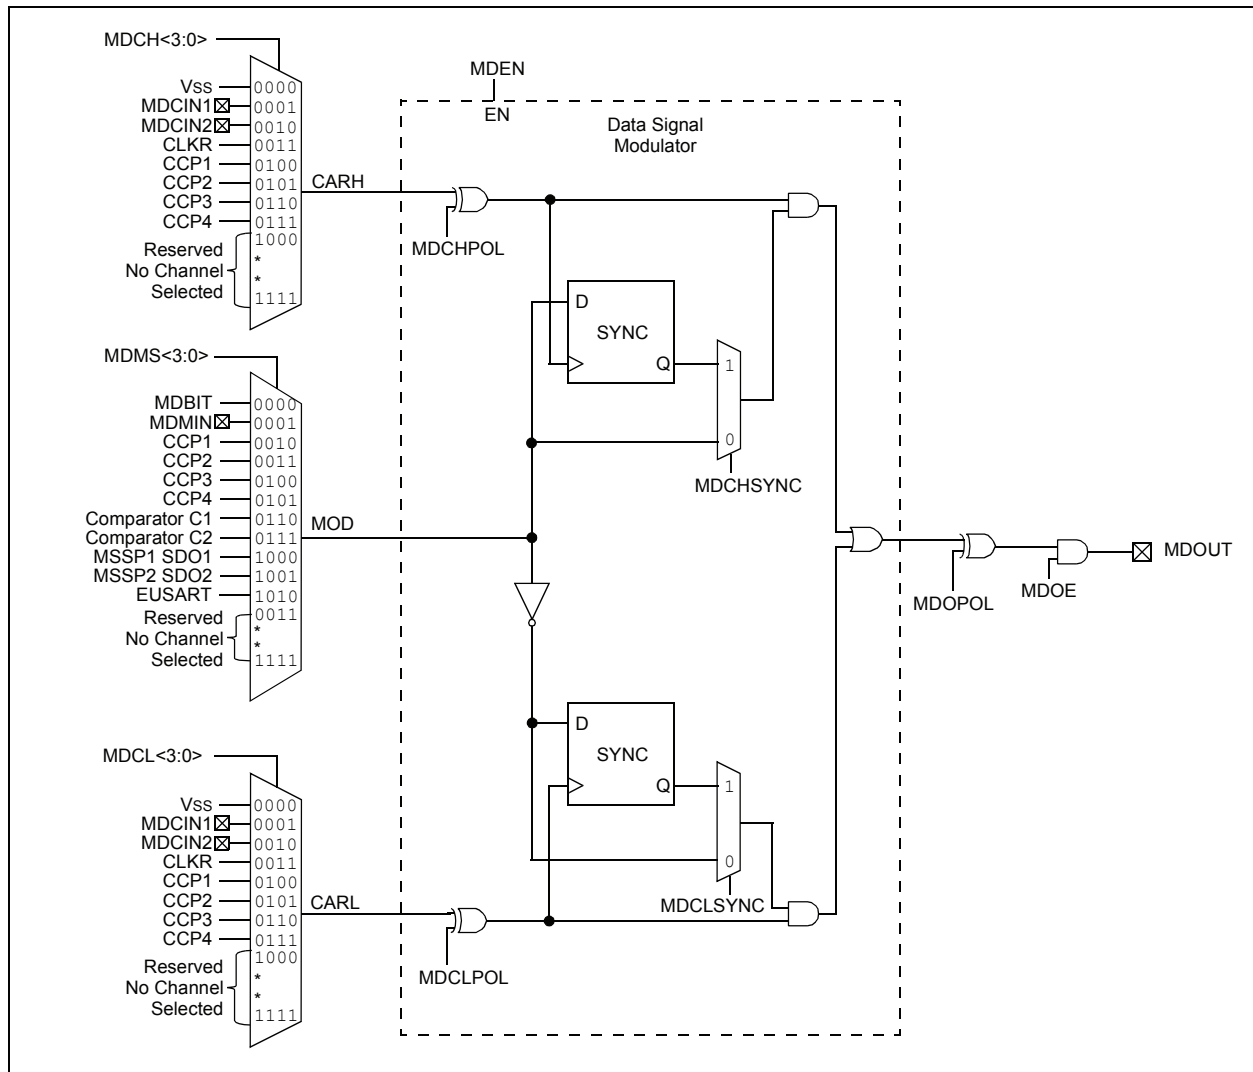 MDCH<3:0>
VSS 0000
MDCIN1 0001
MDCIN2 0010
CLKR 0011
CCP1 0100
CCP2 0101
CCP3 0110
CCP4 0111
1000
Reserved
No Channel
Selected
*
*
1111
CARH
MDEN
EN
Data Signal
Modulator
MDCHPOL
D
SYNC
Q
1
0
MDCHSYNC
MDMS<3:0>
MDBIT 0000
MDMIN 0001
CCP1 0010
CCP2 0011
CCP3 0100
CCP4 0101
Comparator C1 0110
Comparator C2 0111
MSSP1 SDO1 1000
MSSP2 SDO2 1001
EUSART 1010
0011
Reserved
No Channel
Selected
*
*
1111
MOD
MDOPOL
MDOE
MDOUT
MDCL<3:0>
VSS 0000
MDCIN1 0001
MDCIN2 0010
CLKR 0011
CCP1 0100
CCP2 0101
CCP3 0110
CCP4 0111
1000
Reserved
No Channel
Selected
*
*
1111
CARL
D
SYNC
Q
1
0
MDCLSYNC
MDCLPOL